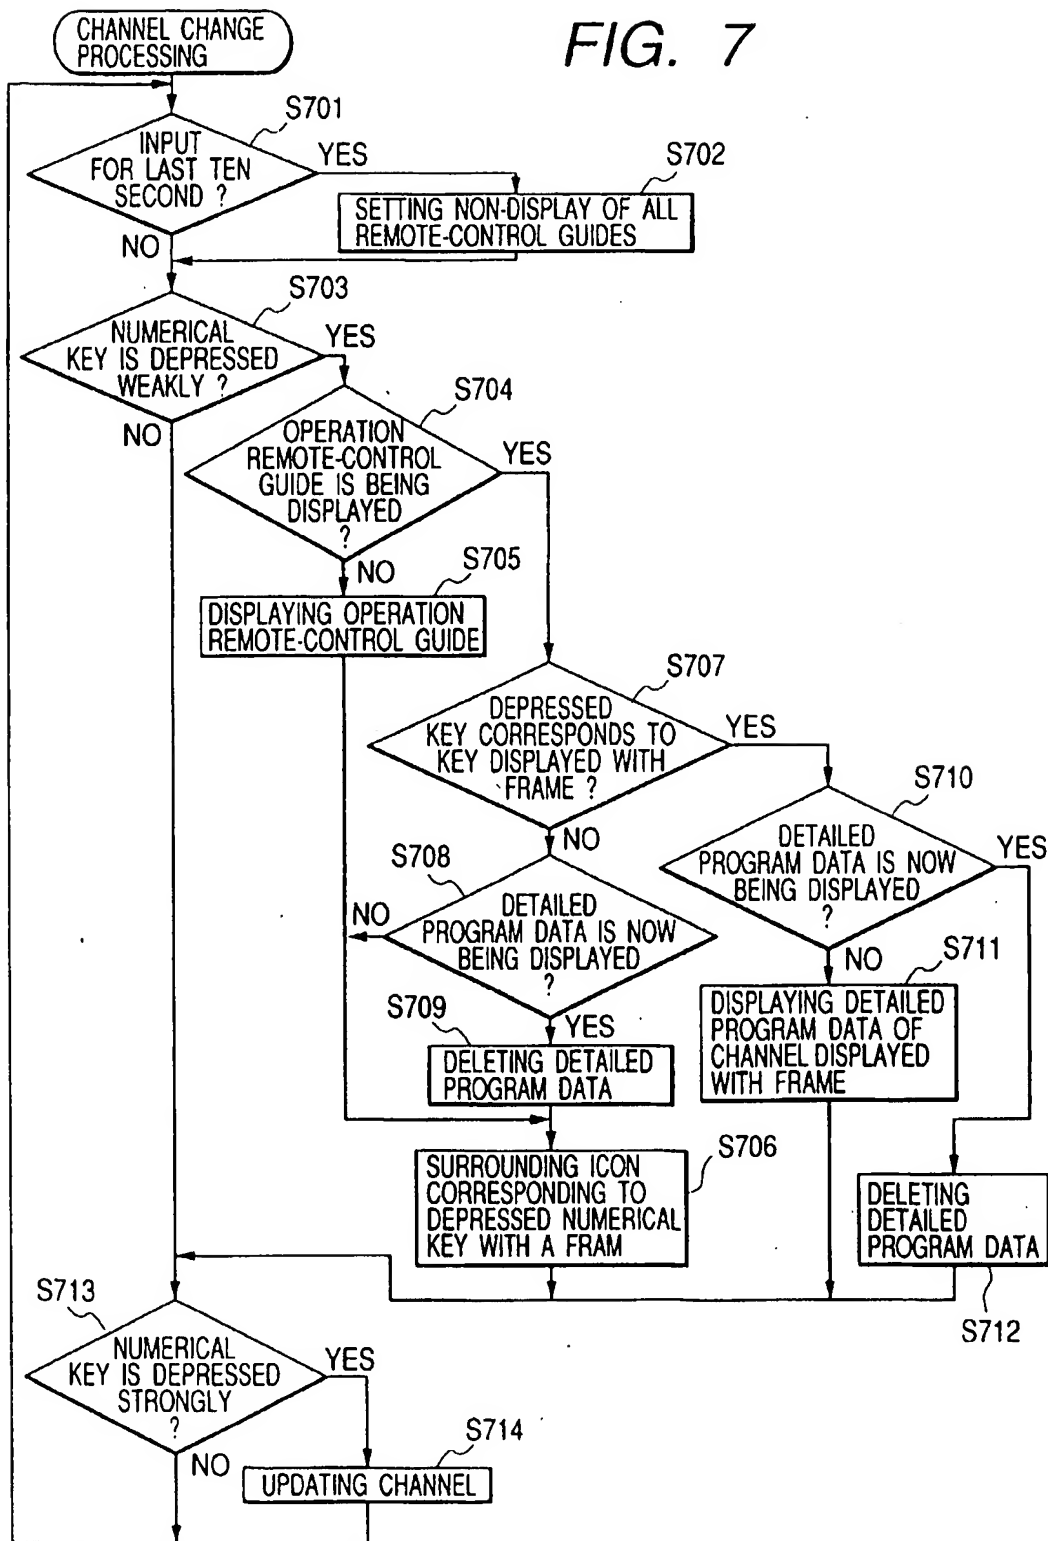 FIG. 7
CHANNEL CHANGE
PROCESSING
S701
INPUT
FOR LAST TEN
SECOND ?
YES
NO
S702
SETTING NON-DISPLAY OF ALL
REMOTE-CONTROL GUIDES
S703
NUMERICAL
KEY IS DEPRESSED
WEAKLY ?
YES
NO
S704
OPERATION
REMOTE-CONTROL
GUIDE IS BEING
DISPLAYED
?
YES
NO
S705
DISPLAYING OPERATION
REMOTE-CONTROL GUIDE
S707
DEPRESSED
KEY CORRESPONDS TO
KEY DISPLAYED WITH
FRAME ?
YES
NO
S710
DETAILED
PROGRAM DATA IS NOW
BEING DISPLAYED
?
YES
NO
S708
DETAILED
PROGRAM DATA IS NOW
BEING DISPLAYED
?
NO
YES
S711
DISPLAYING DETAILED
PROGRAM DATA OF
CHANNEL DISPLAYED
WITH FRAME
S709
DELETING DETAILED
PROGRAM DATA
S706
SURROUNDING ICON
CORRESPONDING TO
DEPRESSED NUMERICAL
KEY WITH A FRAM
DELETING
DETAILED
PROGRAM DATA
S712
S713
NUMERICAL
KEY IS DEPRESSED
STRONGLY
?
YES
NO
S714
UPDATING CHANNEL